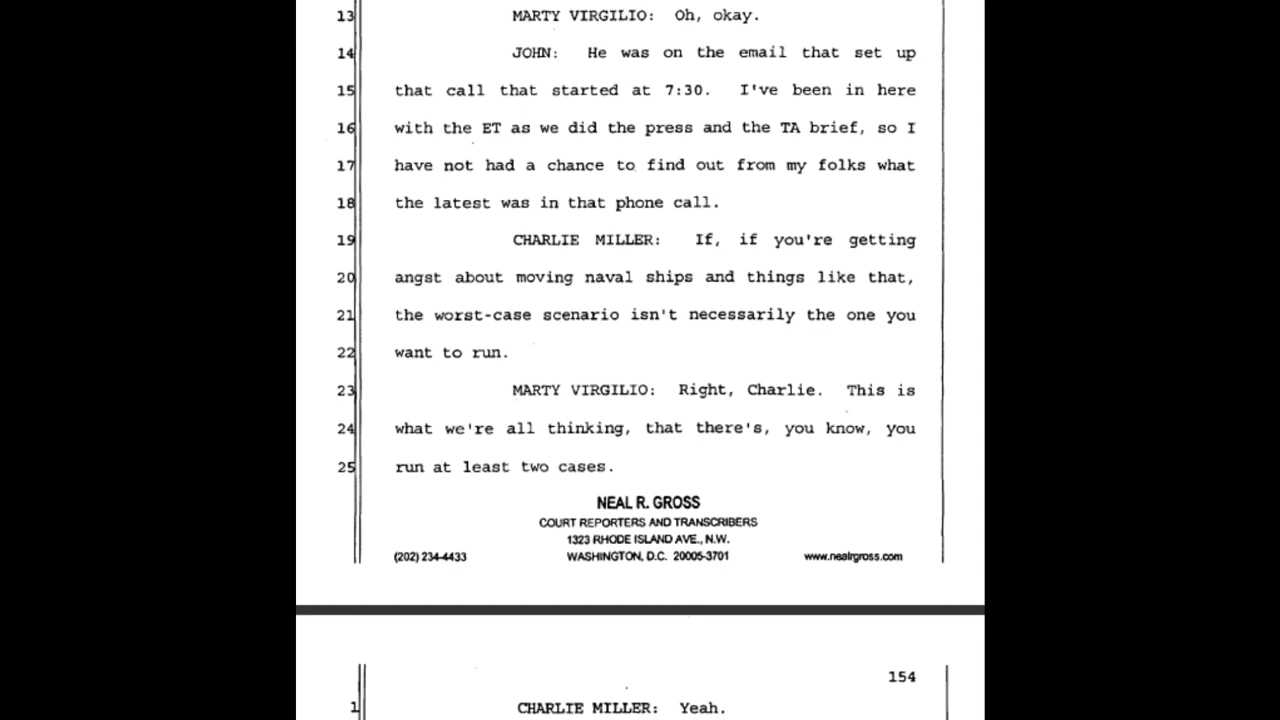 13 MARTY VIRGILIO: Oh, okay.
14 JOHN: He was on the email that set up
15 that call that started at 7:30. I've been in here
16 with the ET as we did the press and the TA brief, so I
17 have not had a chance to find out from my folks what
18 the latest was in that phone call.
19 CHARLIE MILLER: If, if you're getting
20 angst about moving naval ships and things like that,
21 the worst-case scenario isn't necessarily the one you
22 want to run.
23 MARTY VIRGILIO: Right, Charlie. This is
24 what we're all thinking, that there's, you know, you
25 run at least two cases.
NEAL R. GROSS
COURT REPORTERS AND TRANSCRIBERS
1323 RHODE ISLAND AVE., N.W.
(202) 234-4433 WASHINGTON, D.C. 20005-3701 www.nealrgross.com
154
1 CHARLIE MILLER: Yeah.